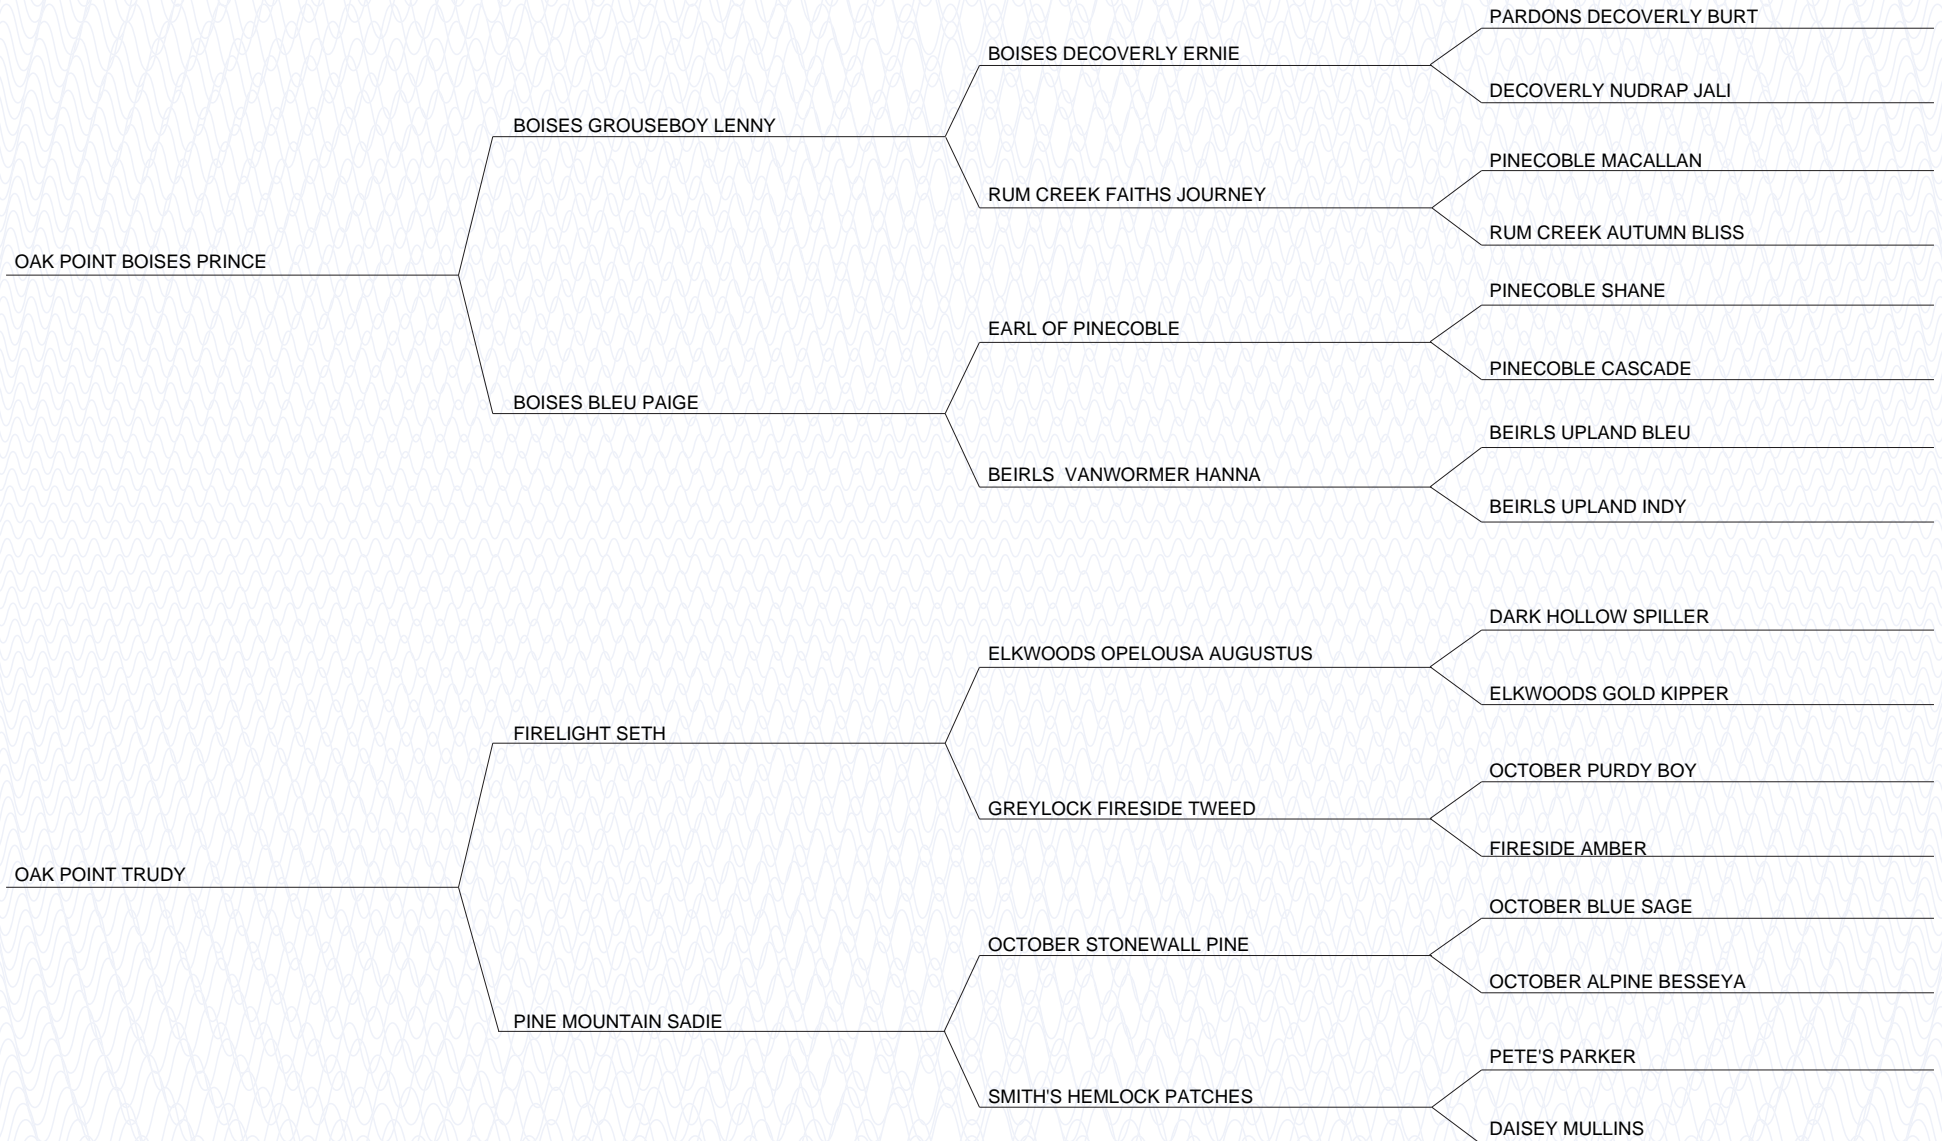 PARDONS DECOVERLY BURT
BOISES DECOVERLY ERNIE
DECOVERLY NUDRAP JALI
BOISES GROUSEBOY LENNY
PINECOBLE MACALLAN
RUM CREEK FAITHS JOURNEY
RUM CREEK AUTUMN BLISS
OAK POINT BOISES PRINCE
PINECOBLE SHANE
EARL OF PINECOBLE
PINECOBLE CASCADE
BOISES BLEU PAIGE
BEIRLS UPLAND BLEU
BEIRLS  VANWORMER HANNA
BEIRLS UPLAND INDY
DARK HOLLOW SPILLER
ELKWOODS OPELOUSA AUGUSTUS
ELKWOODS GOLD KIPPER
FIRELIGHT SETH
OCTOBER PURDY BOY
GREYLOCK FIRESIDE TWEED
FIRESIDE AMBER
OAK POINT TRUDY
OCTOBER BLUE SAGE
OCTOBER STONEWALL PINE
OCTOBER ALPINE BESSEYA
PINE MOUNTAIN SADIE
PETE'S PARKER
SMITH'S HEMLOCK PATCHES
DAISEY MULLINS